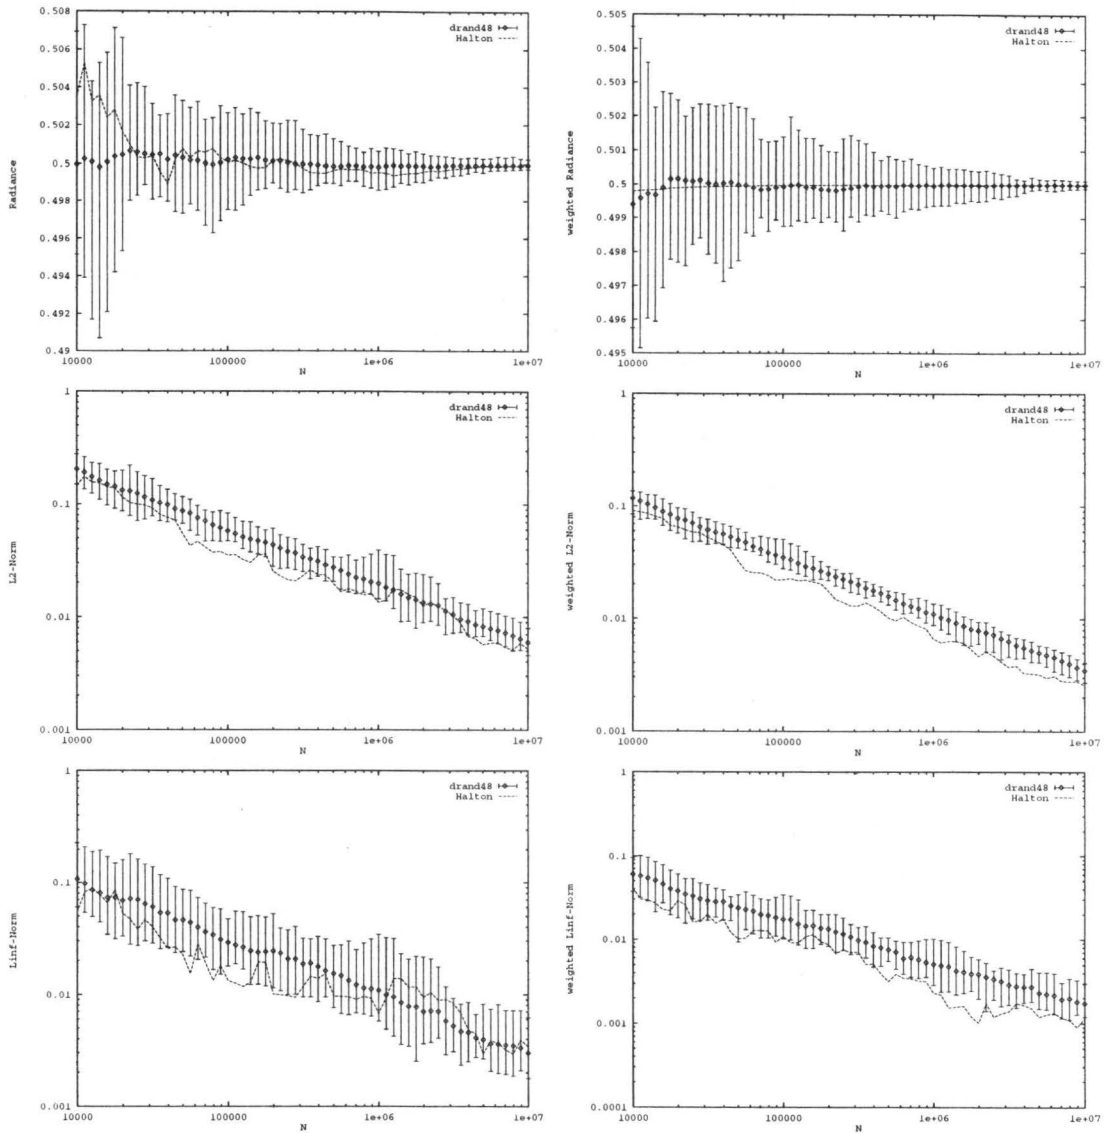 0.508
0.506
0.504
0.502
0.5
0.498
0.496
0.494
0.492
0.49
Radiance
drand48
Halton
10000
100000
1e+06
1e+07
N
0.505
0.504
0.503
0.502
0.501
0.5
0.499
0.498
0.497
0.496
0.495
weighted Radiance
drand48
Halton
10000
100000
1e+06
1e+07
N
1
0.1
0.01
0.001
L2-Norm
drand48
Halton
10000
100000
1e+06
1e+07
N
1
0.1
0.01
0.001
weighted L2-Norm
drand48
Halton
10000
100000
1e+06
1e+07
N
1
0.1
0.01
0.001
Linf-Norm
drand48
Halton
10000
100000
1e+06
1e+07
N
1
0.1
0.01
0.001
0.0001
weighted Linf-Norm
drand48
Halton
10000
100000
1e+06
1e+07
N